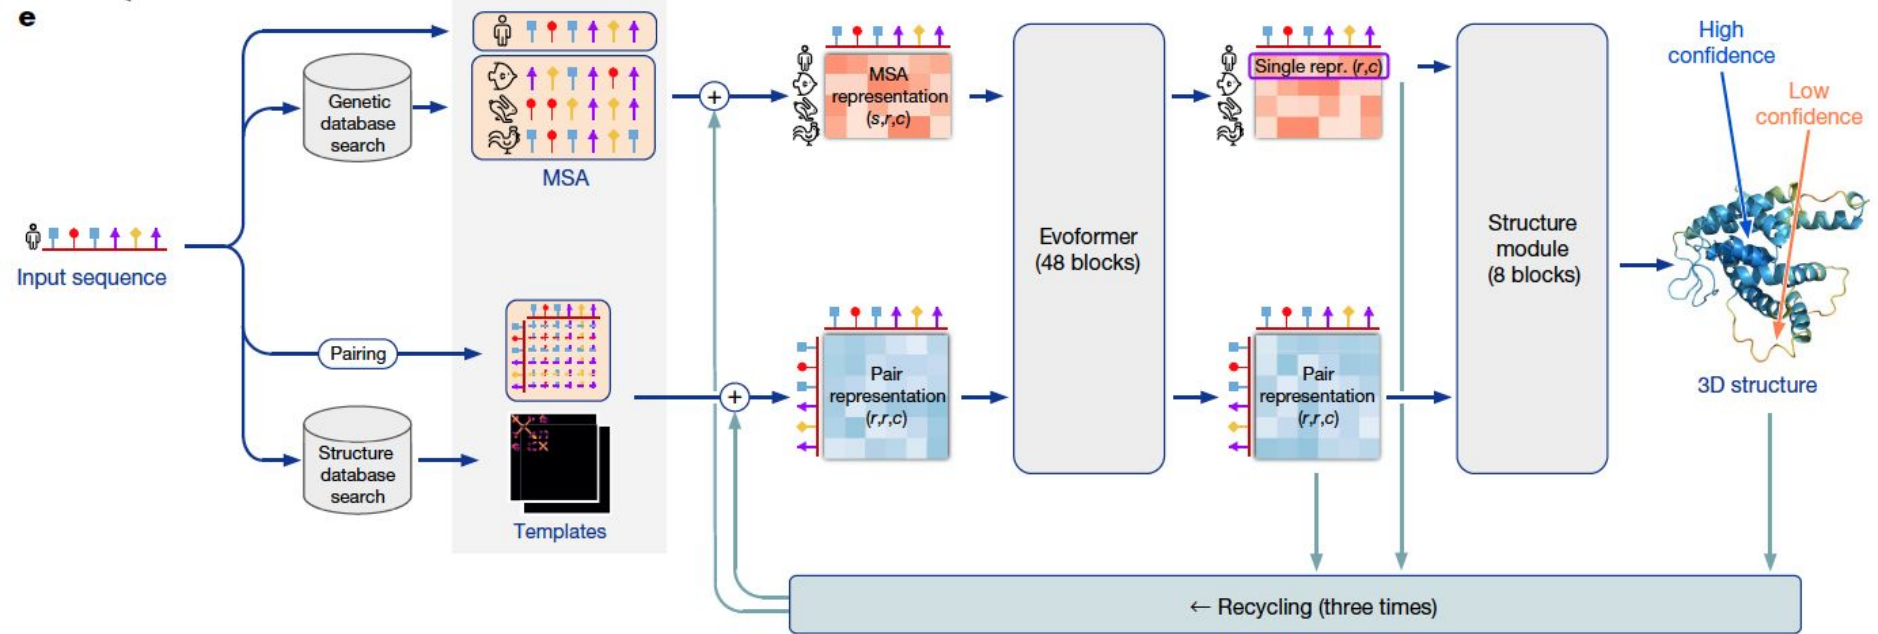 e
Input sequence
Genetic
database
search
MSA
Pairing
Structure
database
search
Templates
+
+
MSA
representation
(s,r,c)
Pair
representation
(r,r,c)
Evoformer
(48 blocks)
Single repr. (r,c)
Pair
representation
(r,r,c)
Structure
module
(8 blocks)
High
confidence
Low
confidence
3D structure
← Recycling (three times)